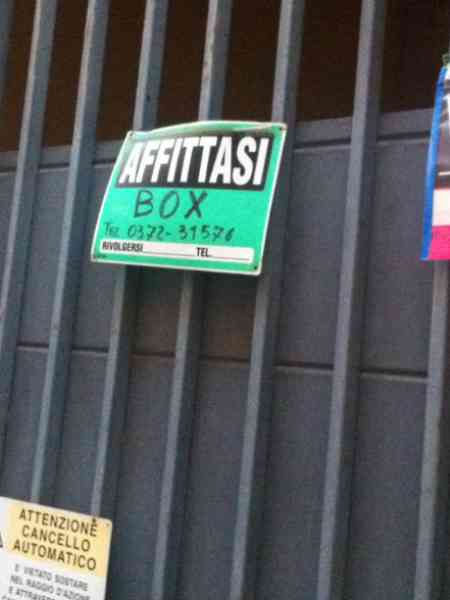 AFFITTASI
BOX
TEL. 0372-31576
RIVOLGERSI TEL.
ATTENZIONE
CANCELLO
AUTOMATICO
E VIETATO SOSTARE
NEL RAGGIO D'AZIONE